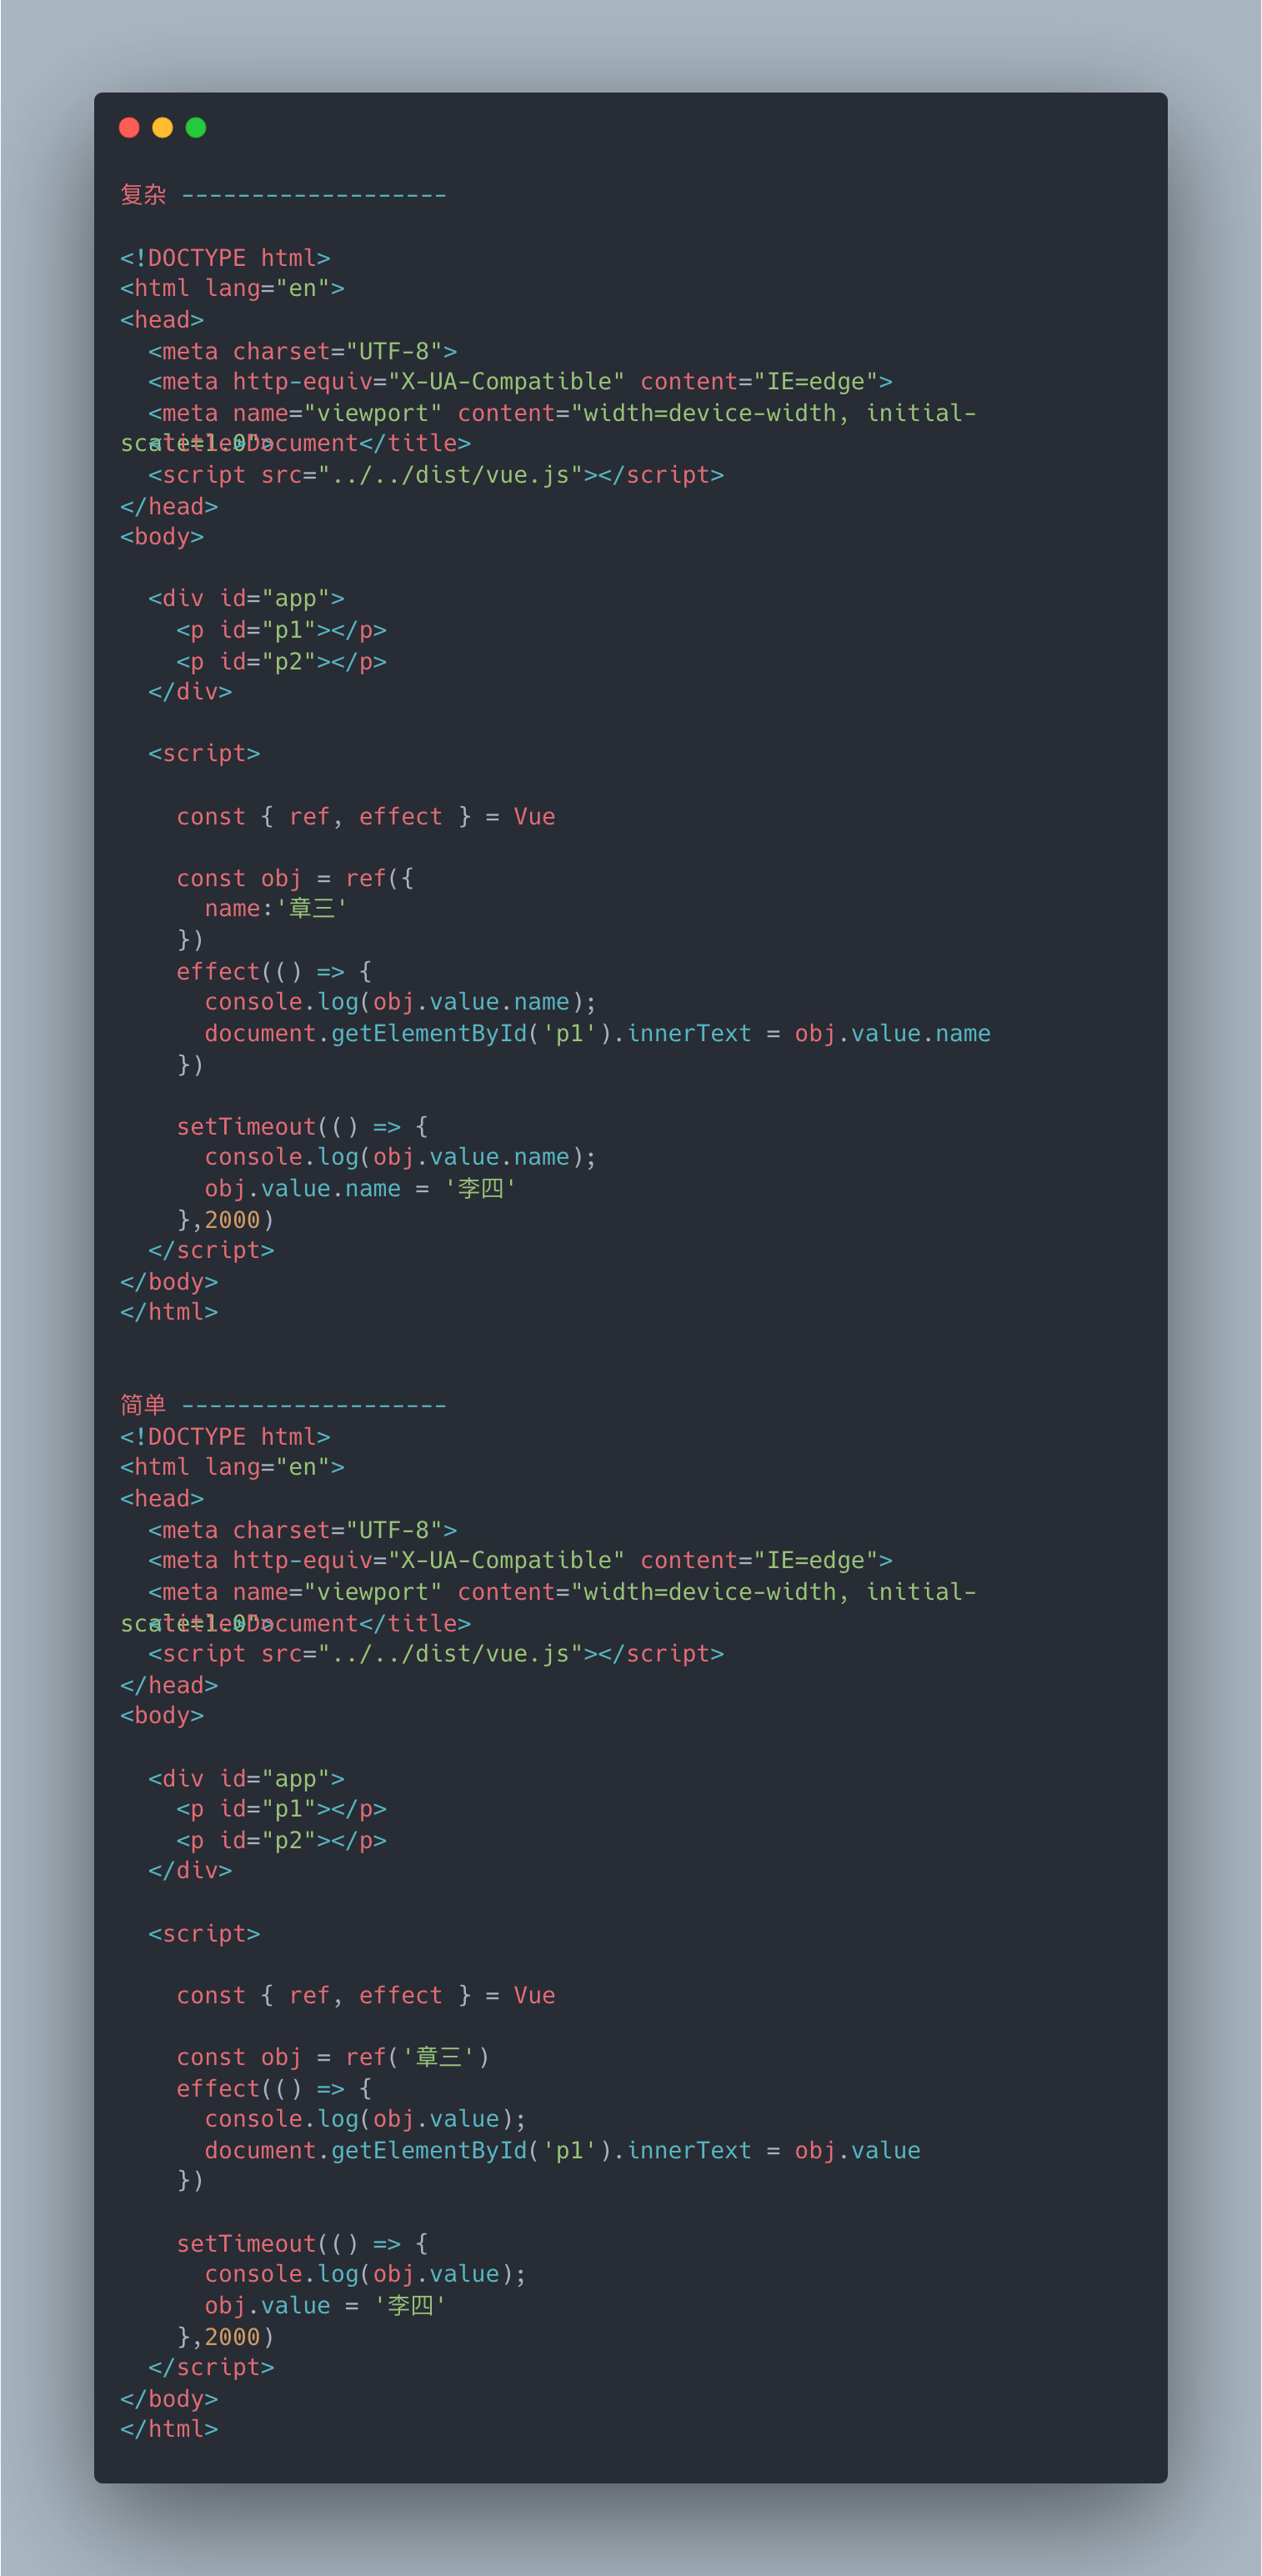 复杂 -------------------
<!DOCTYPE html>
<html lang="en">
<head>
  <meta charset="UTF-8">
  <meta http-equiv="X-UA-Compatible" content="IE=edge">
  <meta name="viewport" content="width=device-width, initial-
scale=1.0">
  <title>Document</title>
  <script src="../../dist/vue.js"></script>
</head>
<body>
  <div id="app">
    <p id="p1"></p>
    <p id="p2"></p>
  </div>
  <script>
    const { ref, effect } = Vue
    const obj = ref({
      name:'章三'
    })
    effect(() => {
      console.log(obj.value.name);
      document.getElementById('p1').innerText = obj.value.name
    })
    setTimeout(() => {
      console.log(obj.value.name);
      obj.value.name = '李四'
    },2000)
  </script>
</body>
</html>
简单 -------------------
<!DOCTYPE html>
<html lang="en">
<head>
  <meta charset="UTF-8">
  <meta http-equiv="X-UA-Compatible" content="IE=edge">
  <meta name="viewport" content="width=device-width, initial-
scale=1.0">
  <title>Document</title>
  <script src="../../dist/vue.js"></script>
</head>
<body>
  <div id="app">
    <p id="p1"></p>
    <p id="p2"></p>
  </div>
  <script>
    const { ref, effect } = Vue
    const obj = ref('章三')
    effect(() => {
      console.log(obj.value);
      document.getElementById('p1').innerText = obj.value
    })
    setTimeout(() => {
      console.log(obj.value);
      obj.value = '李四'
    },2000)
  </script>
</body>
</html>